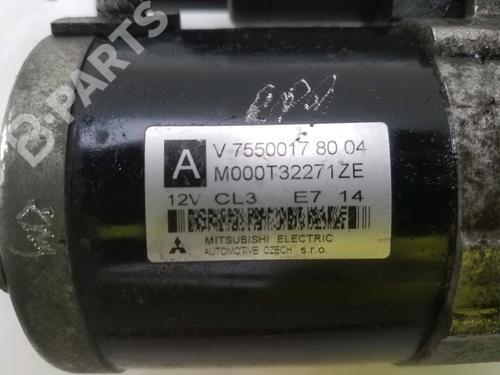 B-PARTS
A V 7550017 80 04
M000T32271ZE
12V CL3 E7 14
MITSUBISHI ELECTRIC
AUTOMOTIVE CZECH s.r.o.